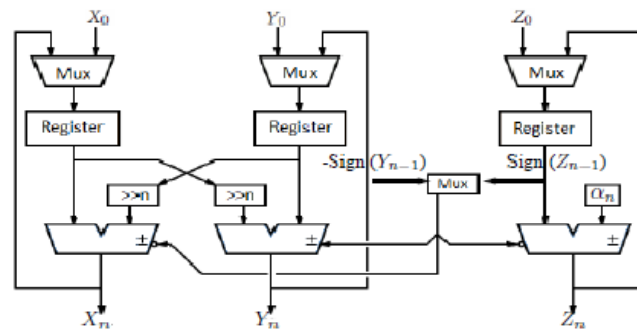 X₀ Y₀ Z₀
Mux Mux Mux
Register Register Register
-Sign (Yₙ₋₁) Sign (Zₙ₋₁)
>>n >>n Mux αₙ
± ± ±
Xₙ Yₙ Zₙ